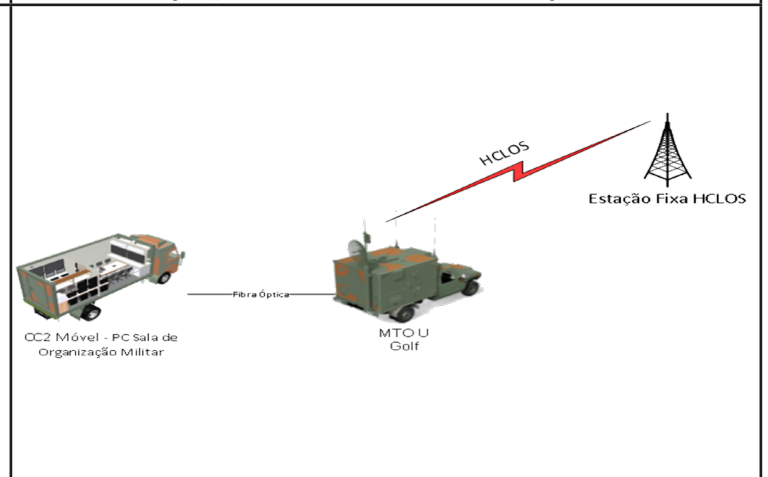 HCLOS
Estação Fixa HCLOS
Fibra Óptica
CC2 Móvel - PC Sala de
Organização Militar
MTO U
Golf